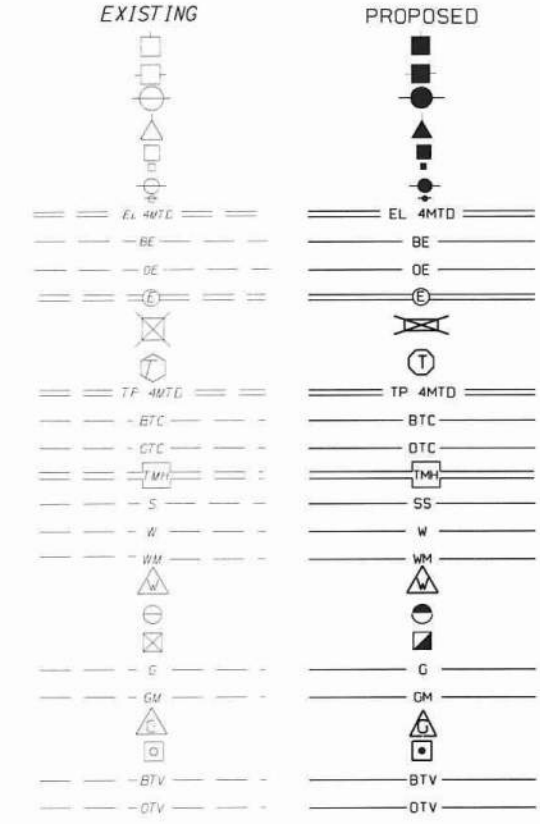 EXISTING PROPOSED
EL 4MTD EL 4MTD
BE BE
OE OE
E E
T T
TP 4MTD TP 4MTD
BTC BTC
OTC OTC
TMH TMH
S SS
W W
WM WM
W W
G G
GM GM
G G
BTV BTV
OTV OTV